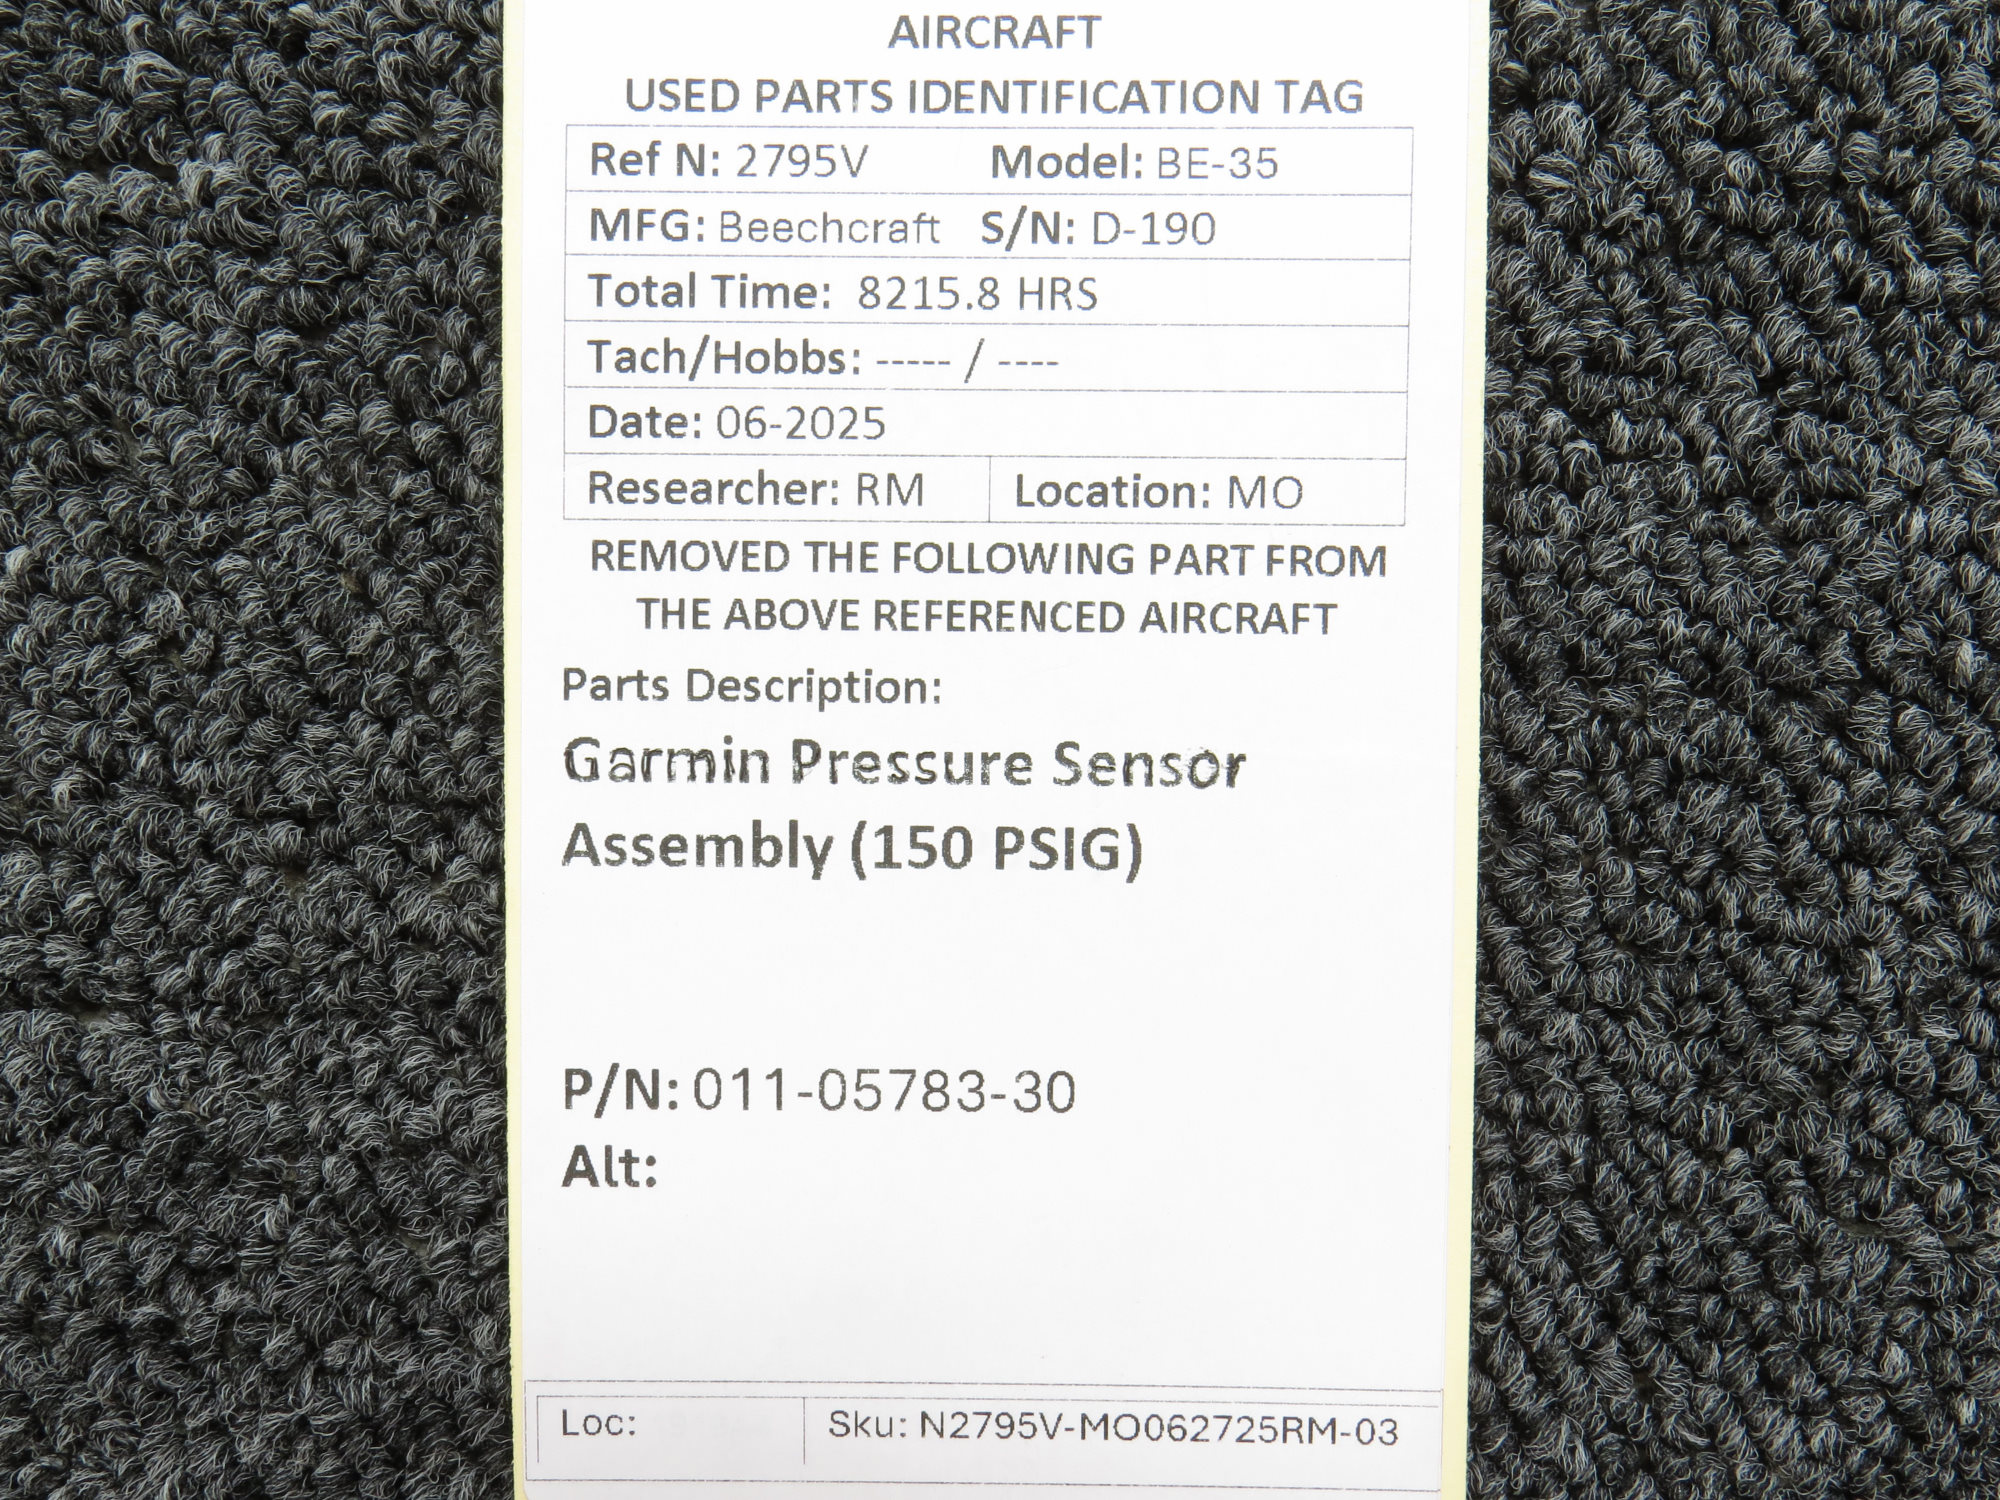 AIRCRAFT
USED PARTS IDENTIFICATION TAG
Ref N: 2795V Model: BE-35
MFG: Beechcraft S/N: D-190
Total Time: 8215.8 HRS
Tach/Hobbs: ----- / ----
Date: 06-2025
Researcher: RM Location: MO
REMOVED THE FOLLOWING PART FROM
THE ABOVE REFERENCED AIRCRAFT
Parts Description:
Garmin Pressure Sensor
Assembly (150 PSIG)
P/N: 011-05783-30
Alt:
Loc: Sku: N2795V-MO062725RM-03